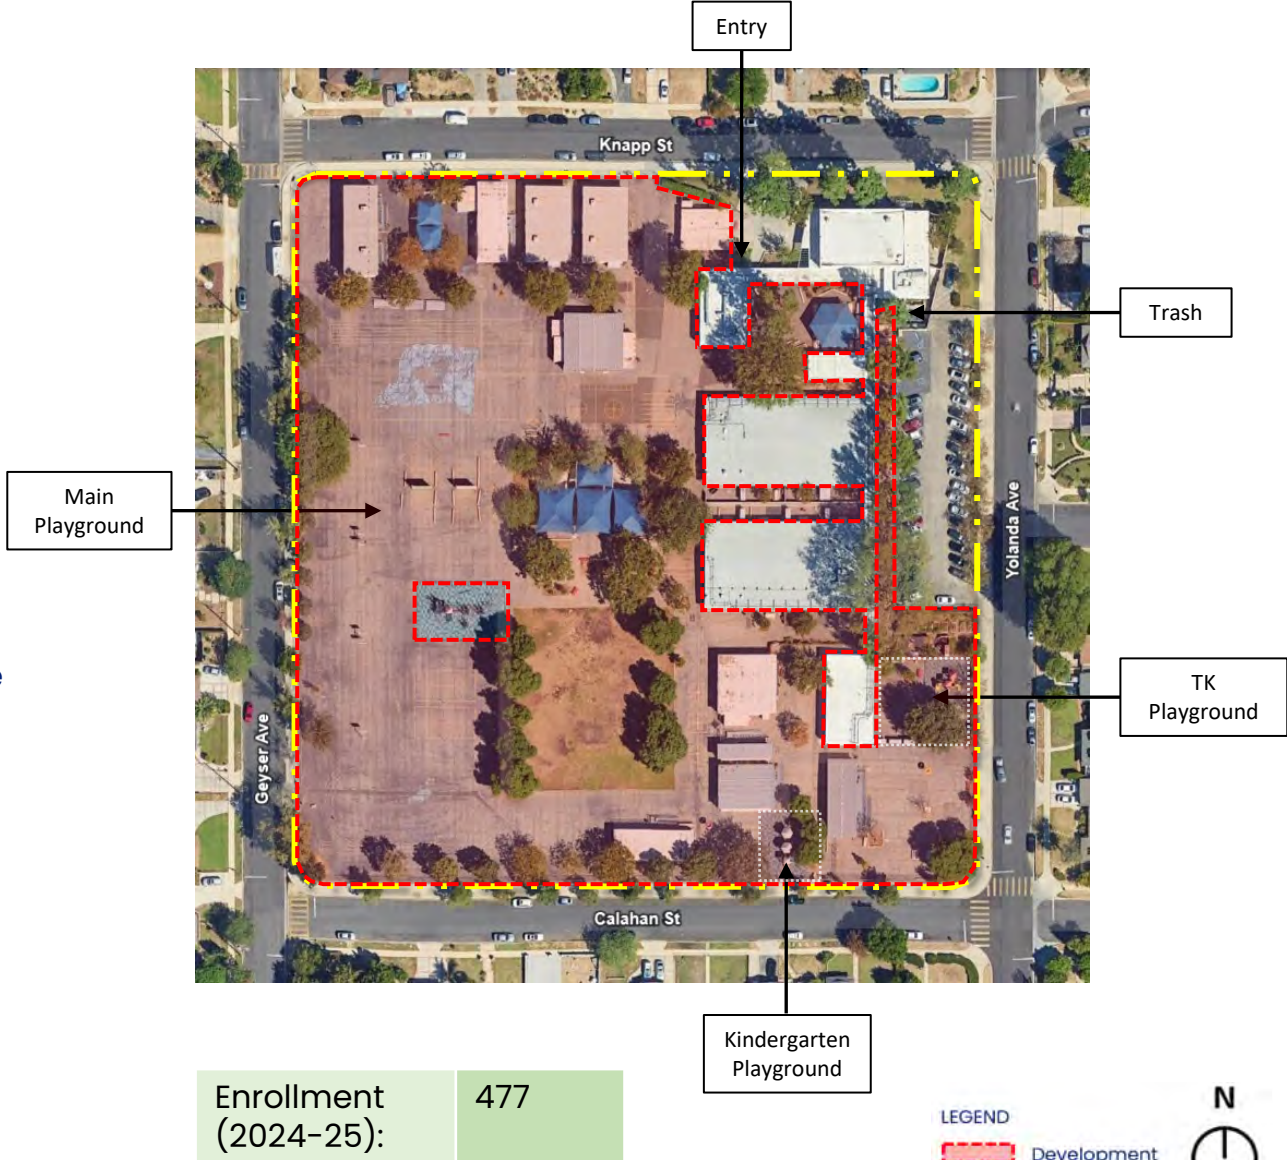 Entry
Knapp St
Trash
Main
Playground
Yolanda Ave
TK
Playground
Geyser Ave
Calahan St
Kindergarten
Playground
Enrollment
(2024-25):
477
N
LEGEND
Development